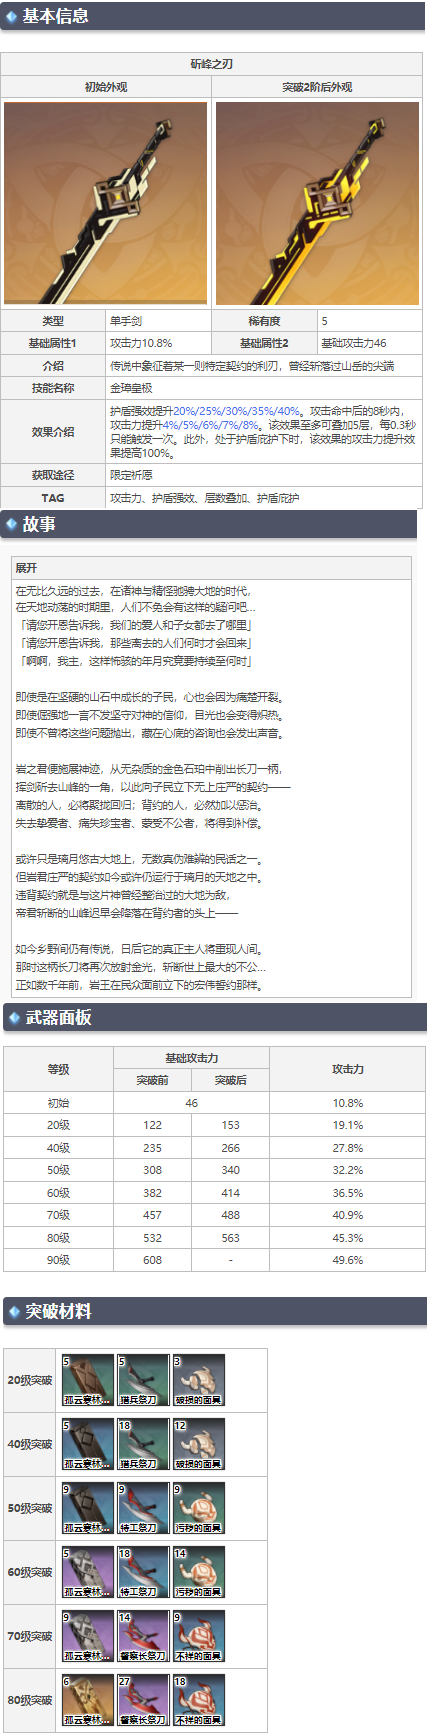 基本信息
斫峰之刃
初始外观 突破2阶后外观
类型 单手剑 稀有度 5
基础属性1 攻击力10.8% 基础属性2 基础攻击力46
介绍 传说中象征着某一则特定契约的利刃，曾经斩落过山岳的尖端
技能名称 金璋皇极
效果介绍 护盾强效提升20%/25%/30%/35%/40%。攻击命中后的8秒内，
攻击力提升4%/5%/6%/7%/8%。该效果至多可叠加5层，每0.3秒
只能触发一次。此外，处于护盾庇护下时，该效果的攻击力提升效
果提高100%。
获取途径 限定祈愿
TAG 攻击力、护盾强效、层数叠加、护盾庇护
故事
展开
在无比久远的过去，在诸神与精怪驰骋大地的时代，
在天地动荡的时期里，人们不免会有这样的疑问吧…
「请您开恩告诉我，我们的爱人和子女都去了哪里」
「请您开恩告诉我，那些离去的人们何时才会回来」
「啊啊，我主，这样怖骇的年月究竟要持续至何时」
即使是在坚硬的山石中成长的子民，心也会因为痛楚开裂。
即使倔强地一言不发坚守对神的信仰，目光也会变得炽热。
即使不曾将这些问题抛出，藏在心底的咨询也会发出声音。
岩之君便施展神迹，从无杂质的金色石珀中削出长刀一柄，
挥剑斫去山峰的一角，以此向子民立下无上庄严的契约——
离散的人，必将聚拢回归；背约的人，必然加以惩治。
失去挚爱者、痛失珍宝者、蒙受不公者，将得到补偿。
或许只是璃月悠古大地上，无数真伪难辨的民话之一。
但岩君庄严的契约如今或许仍运行于璃月的天地之中。
违背契约就是与这片神曾经整治过的大地为敌，
帝君斩断的山峰迟早会降落在背约者的头上——
如今乡野间仍有传说，日后它的真正主人将重现人间。
那时这柄长刀将再次放射金光，斩断世上最大的不公…
正如数千年前，岩王在民众面前立下的宏伟誓约那样。
武器面板
等级 基础攻击力 攻击力
突破前 突破后
初始 46 10.8%
20级 122 153 19.1%
40级 235 266 27.8%
50级 308 340 32.2%
60级 382 414 36.5%
70级 457 488 40.9%
80级 532 563 45.3%
90级 608 - 49.6%
突破材料
20级突破 5 孤云寒林... 5 猎兵祭刀 3 破损的面具
40级突破 5 孤云寒林... 18 猎兵祭刀 12 破损的面具
50级突破 9 孤云寒林... 9 特工祭刀 9 污秽的面具
60级突破 5 孤云寒林... 18 特工祭刀 14 污秽的面具
70级突破 9 孤云寒林... 14 督察长祭刀 9 不祥的面具
80级突破 6 孤云寒林... 27 督察长祭刀 18 不祥的面具